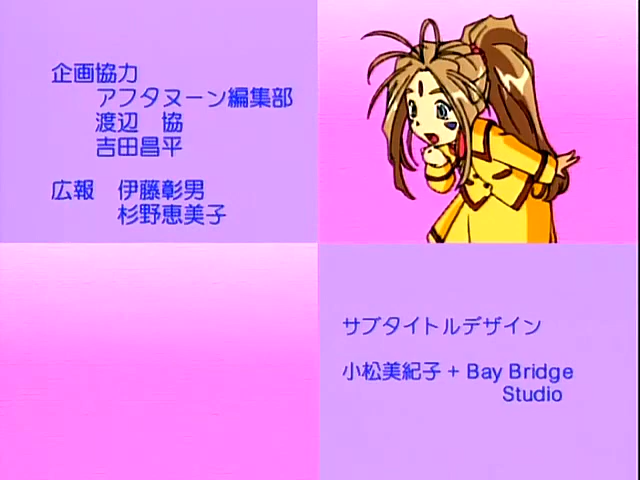 企画協力
アフタヌーン編集部
渡辺　協
吉田昌平
広報　伊藤彰男
杉野恵美子
サブタイトルデザイン
小松美紀子 + Bay Bridge
Studio